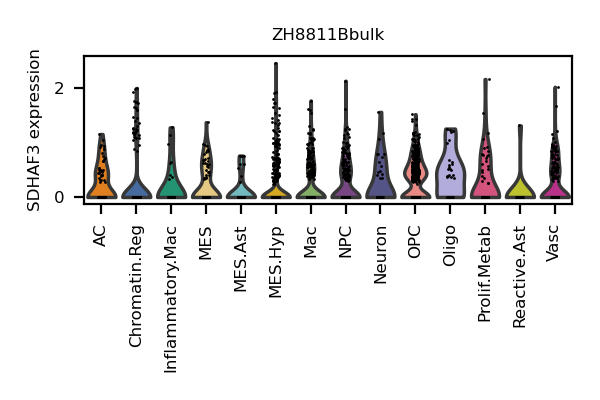 ZH8811Bbulk
SDHAF3 expression
2
0
AC
Chromatin.Reg
Inflammatory.Mac
MES
MES.Ast
MES.Hyp
Mac
NPC
Neuron
OPC
Oligo
Prolif.Metab
Reactive.Ast
Vasc